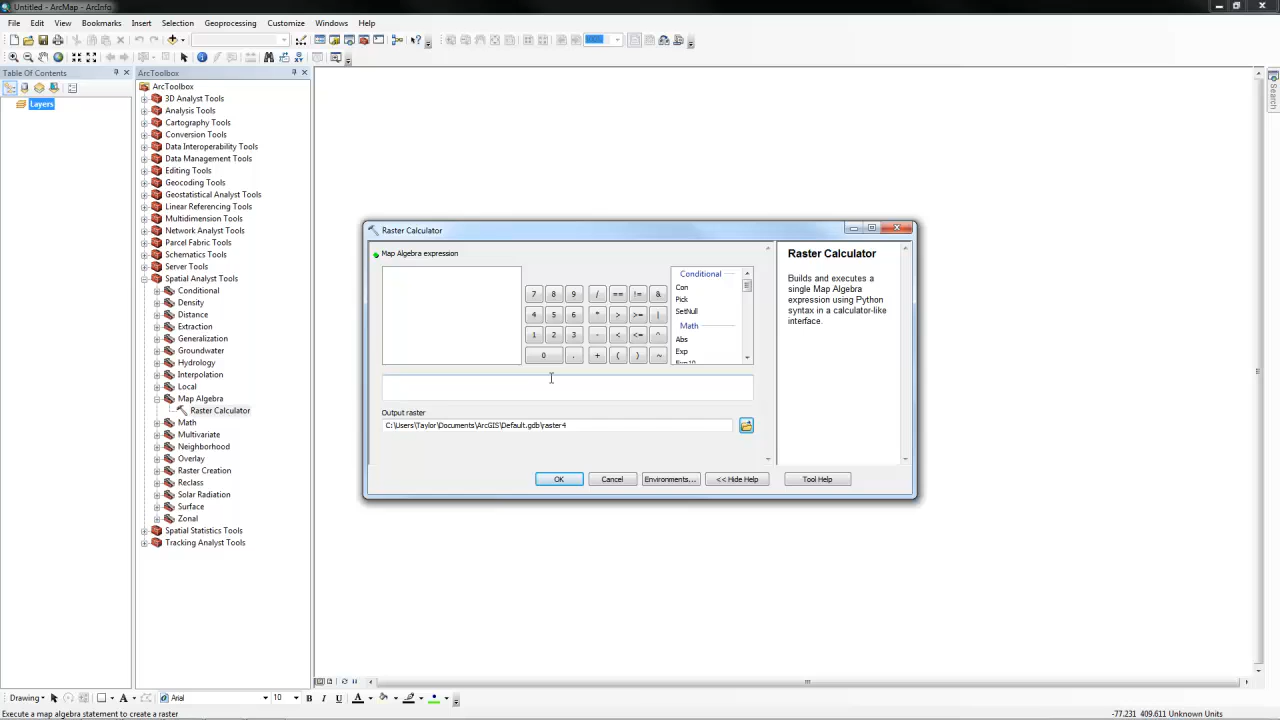 Untitled - ArcMap - ArcInfo
File Edit View Bookmarks Insert Selection Geoprocessing Customize Windows Help
Table Of Contents
ArcToolbox
Layers
ArcToolbox
3D Analyst Tools
Analysis Tools
Cartography Tools
Conversion Tools
Data Interoperability Tools
Data Management Tools
Editing Tools
Geocoding Tools
Geostatistical Analyst Tools
Linear Referencing Tools
Multidimension Tools
Network Analyst Tools
Parcel Fabric Tools
Schematics Tools
Server Tools
Spatial Analyst Tools
Conditional
Density
Distance
Extraction
Generalization
Groundwater
Hydrology
Interpolation
Local
Map Algebra
Raster Calculator
Math
Multivariate
Neighborhood
Overlay
Raster Creation
Reclass
Solar Radiation
Surface
Zonal
Spatial Statistics Tools
Tracking Analyst Tools
Search
Raster Calculator
Map Algebra expression
7 8 9 / == != &
4 5 6 * > >= |
1 2 3 - < <= ^
0 . + ( ) ~
Conditional
Con
Pick
SetNull
Math
Abs
Exp
Exp10
Output raster
C:\Users\Taylor\Documents\ArcGIS\Default.gdb\raster4
OK Cancel Environments... << Hide Help Tool Help
Raster Calculator
Builds and executes a
single Map Algebra
expression using Python
syntax in a calculator-like
interface.
Drawing Arial 10 B I U A
Execute a map algebra statement to create a raster
-77.231 409.611 Unknown Units